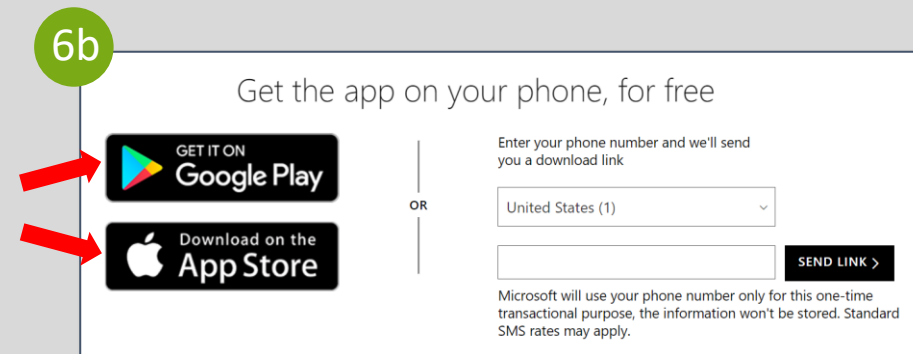 6b
Get the app on your phone, for free
GET IT ON
Google Play
Download on the
App Store
OR
Enter your phone number and we'll send
you a download link
United States (1)
SEND LINK >
Microsoft will use your phone number only for this one-time
transactional purpose, the information won't be stored. Standard
SMS rates may apply.